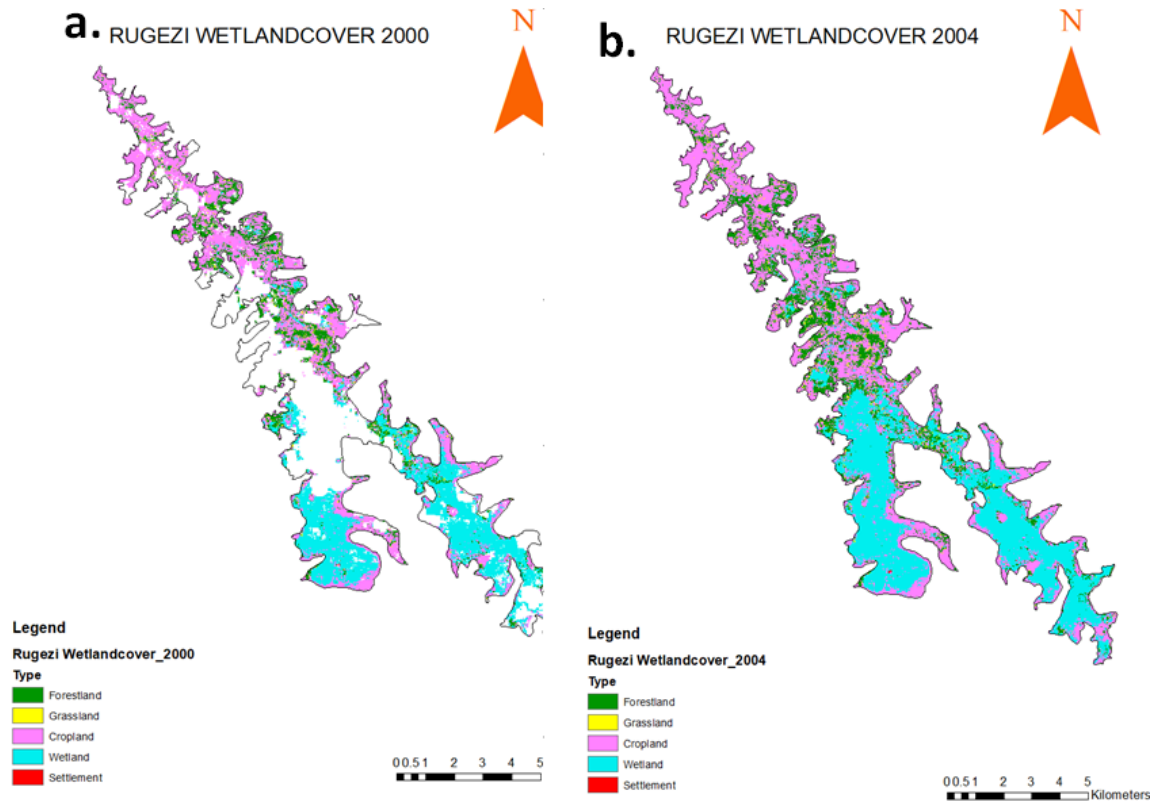 a. RUGEZI WETLANDCOVER 2000
N
Legend
Rugezi Wetlandcover_2000
Type
Forestland
Grassland
Cropland
Wetland
Settlement
0 0.5 1 2 3 4 5
b. RUGEZI WETLANDCOVER 2004
N
Legend
Rugezi Wetlandcover_2004
Type
Forestland
Grassland
Cropland
Wetland
Settlement
0 0.5 1 2 3 4 5
Kilometers